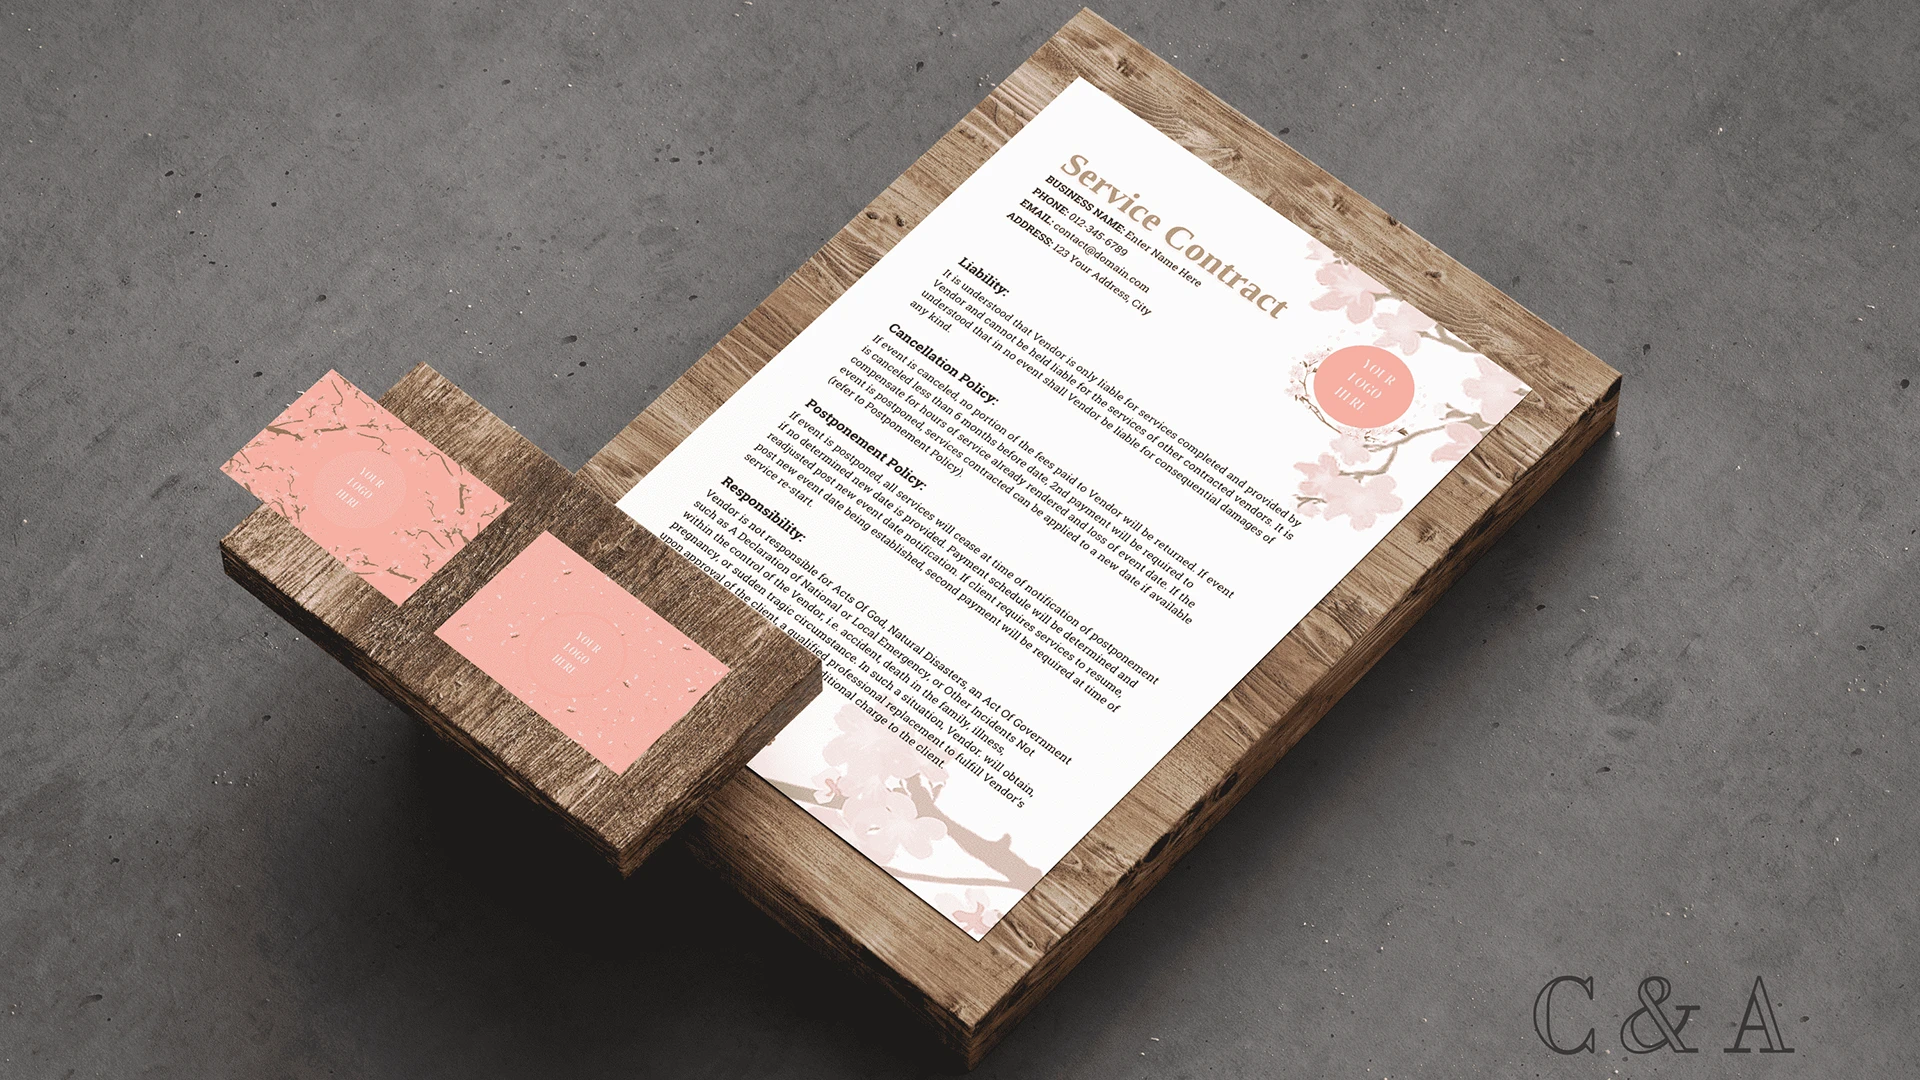 Service Contract
BUSINESS NAME: Enter Name Here
PHONE: 012-345-6789
EMAIL: contact@domain.com
ADDRESS: 123 Your Address, City
YOUR
LOGO
HERE
Liability:
It is understood that Vendor is only liable for services completed and provided by
Vendor and cannot be held liable for the services of other contracted vendors. It is
understood that in no event shall Vendor be liable for consequential damages of
any kind.
Cancellation Policy:
If event is canceled, no portion of the fees paid to Vendor will be returned. If event
is canceled less than 6 months before date, 2nd payment will be required to
compensate for hours of service already rendered and loss of event date. If the
event is postponed, service contracted can be applied to a new date if available
(refer to Postponement Policy).
Postponement Policy:
If event is postponed, all services will cease at time of notification of postponement
if no determined new date is provided. Payment schedule will be determined and
readjusted post new event date notification. If client requires services to resume,
post new event date being established, second payment will be required at time of
service re-start.
Responsibility:
Vendor is not responsible for Acts Of God, Natural Disasters, an Act Of Government
such as A Declaration of National or Local Emergency, or Other Incidents Not
within the control of the Vendor, i.e. accident, death in the family, illness,
pregnancy, or sudden tragic circumstance. In such a situation, Vendor, will obtain,
upon approval of the client, a qualified professional replacement to fulfill Vendor's
ditional charge to the client.
YOUR
LOGO
HERE
YOUR
LOGO
HERE
C & A